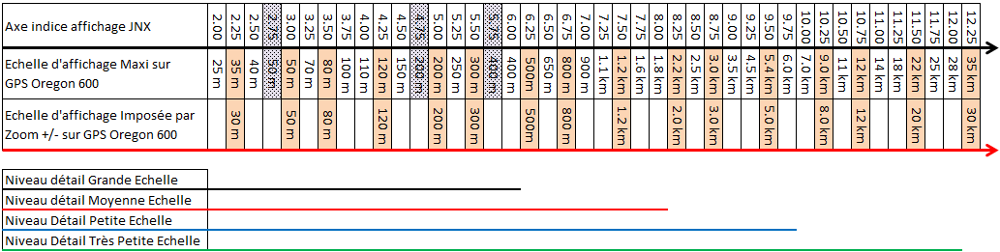 Axe indice affichage JNX 2.00 2.25 2.50 2.75 3.00 3.25 3.50 3.75 4.00 4.25 4.50 4.75 5.00 5.25 5.50 5.75 6.00 6.25 6.50 6.75 7.00 7.25 7.50 7.75 8.00 8.25 8.50 8.75 9.00 9.25 9.50 9.75 10.00 10.25 10.50 10.75 11.00 11.25 11.50 11.75 12.00 12.25
Echelle d'affichage Maxi sur
GPS Oregon 600
25 m 35 m 40 m 50 m 50 m 70 m 80 m 100 m 110 m 120 m 150 m 200 m 200 m 250 m 300 m 400 m 400 m 500m 650 m 800 m 900 m 1.1 km 1.2 km 1.6 km 1.8 km 2.2 km 2.5 km 3.0 km 3.5 km 4.5 km 5.4 km 6.0 km 7.0 km 9.0 km 11 km 12 km 14 km 18 km 22 km 25 km 28 km 35 km
Echelle d'affichage Imposée par
Zoom +/- sur GPS Oregon 600
30 m 50 m 80 m 120 m 200 m 300 m 500m 800 m 1.2 km 2.0 km 3.0 km 5.0 km 8.0 km 12 km 20 km 30 km
Niveau détail Grande Echelle
Niveau détail Moyenne Echelle
Niveau Détail Petite Echelle
Niveau Détail Très Petite Echelle